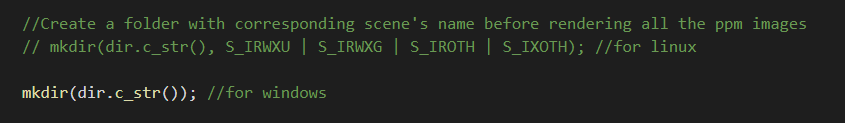 //Create a folder with corresponding scene's name before rendering all the ppm images
// mkdir(dir.c_str(), S_IRWXU | S_IRWXG | S_IROTH | S_IXOTH); //for linux
mkdir(dir.c_str()); //for windows